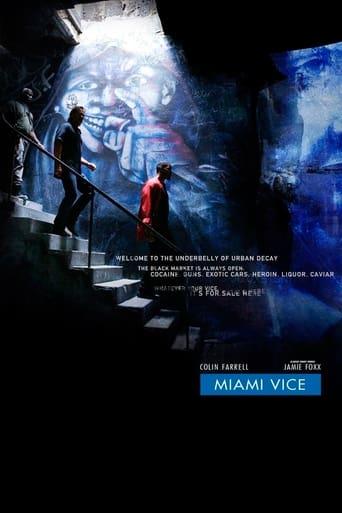 WELCOME TO THE UNDERBELLY OF URBAN DECAY
THE BLACK MARKET IS ALWAYS OPEN.
COCAINE, GUNS, EXOTIC CARS, HEROIN, LIQUOR, CAVIAR
WHATEVER YOUR VICE,
IT'S FOR SALE HERE
COLIN FARRELL JAMIE FOXX
MIAMI VICE